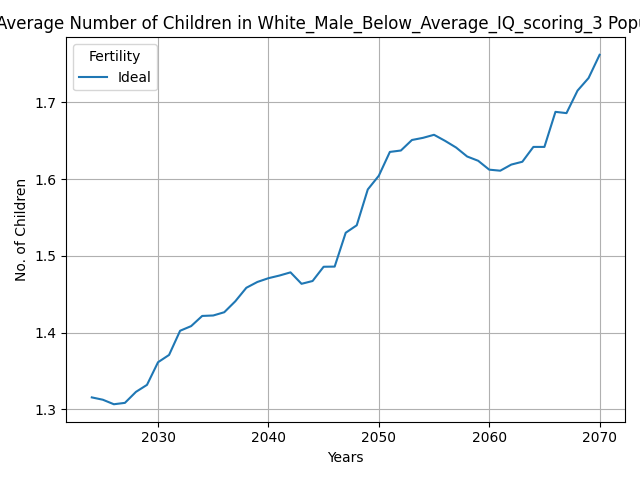 Average Number of Children in White_Male_Below_Average_IQ_scoring_3 Popu
Fertility
Ideal
No. of Children
1.7
1.6
1.5
1.4
1.3
2030 2040 2050 2060 2070
Years